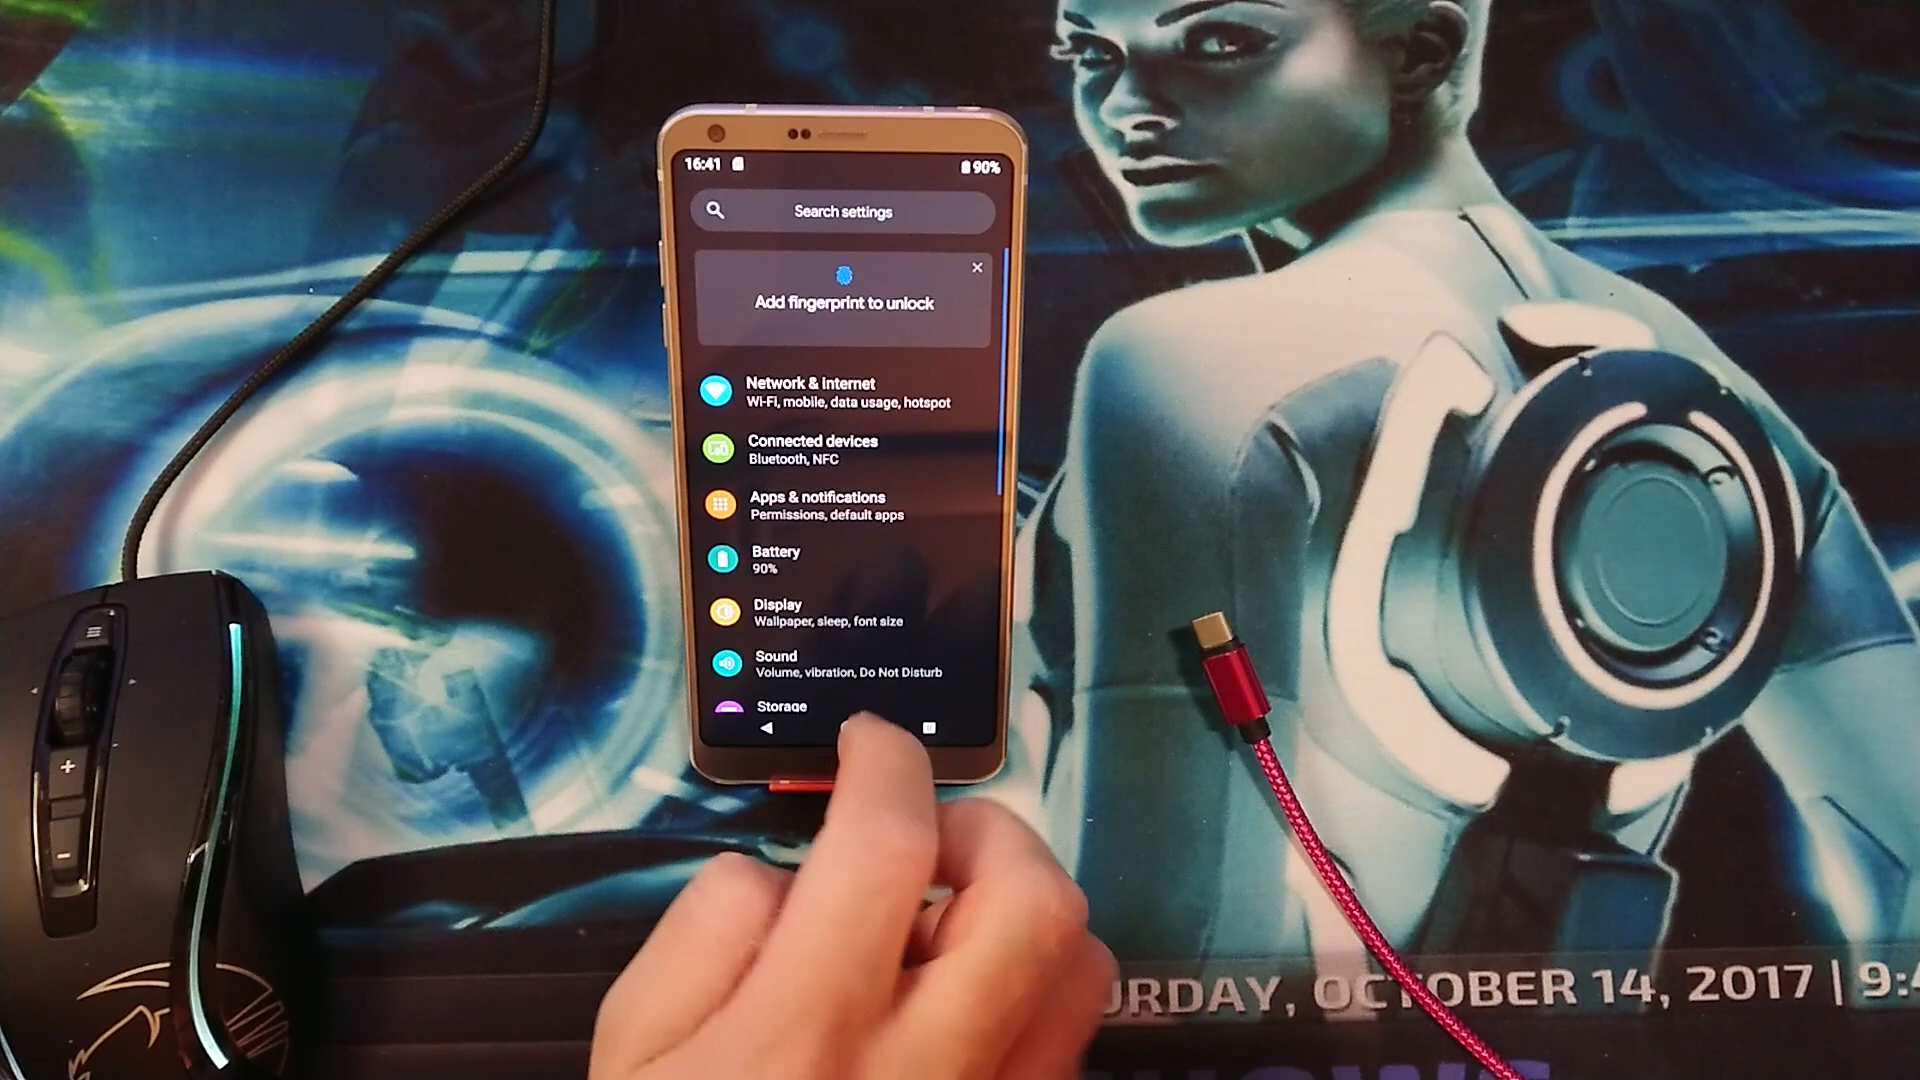 16:41
90%
Search settings
Add fingerprint to unlock
Network & internet
Wi-Fi, mobile, data usage, hotspot
Connected devices
Bluetooth, NFC
Apps & notifications
Permissions, default apps
Battery
90%
Display
Wallpaper, sleep, font size
Sound
Volume, vibration, Do Not Disturb
Storage
URDAY, OCTOBER 14, 2017 | 9:4